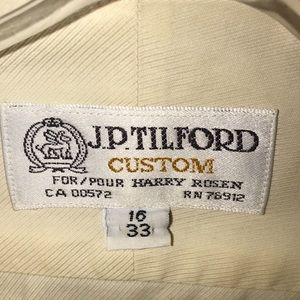 J.P.TILFORD
CUSTOM
FOR/POUR HARRY ROSEN
CA 00572 RN 76912
16
33